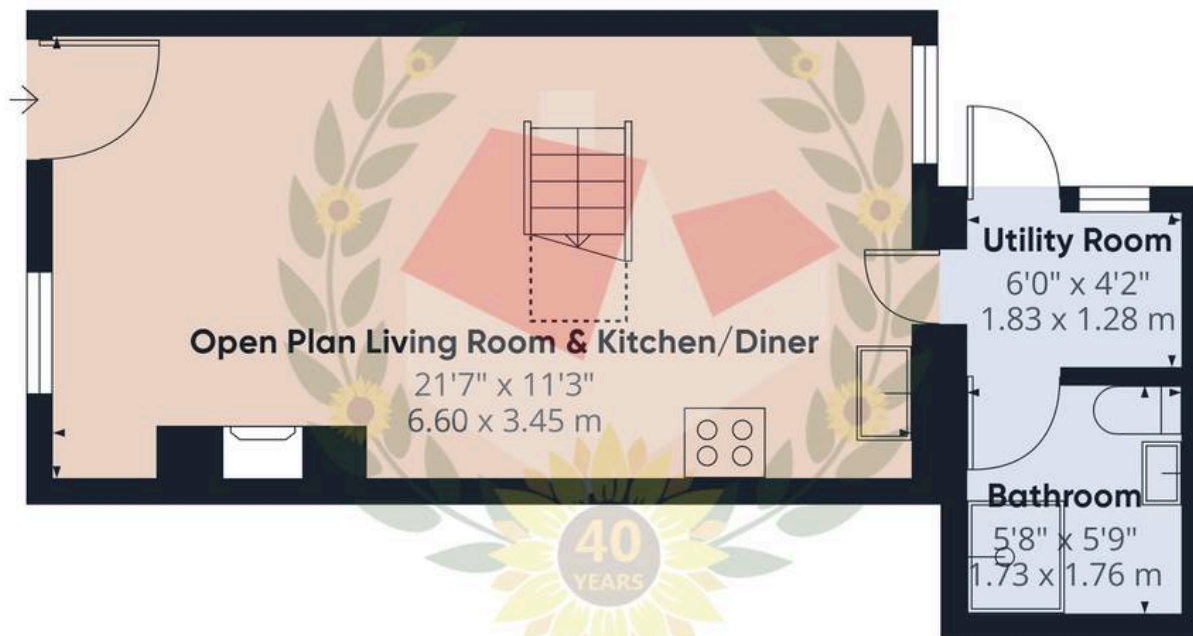 Utility Room
6'0" x 4'2"
1.83 x 1.28 m
Open Plan Living Room & Kitchen/Diner
21'7" x 11'3"
6.60 x 3.45 m
Bathroom
5'8" x 5'9"
1.73 x 1.76 m
40
YEARS